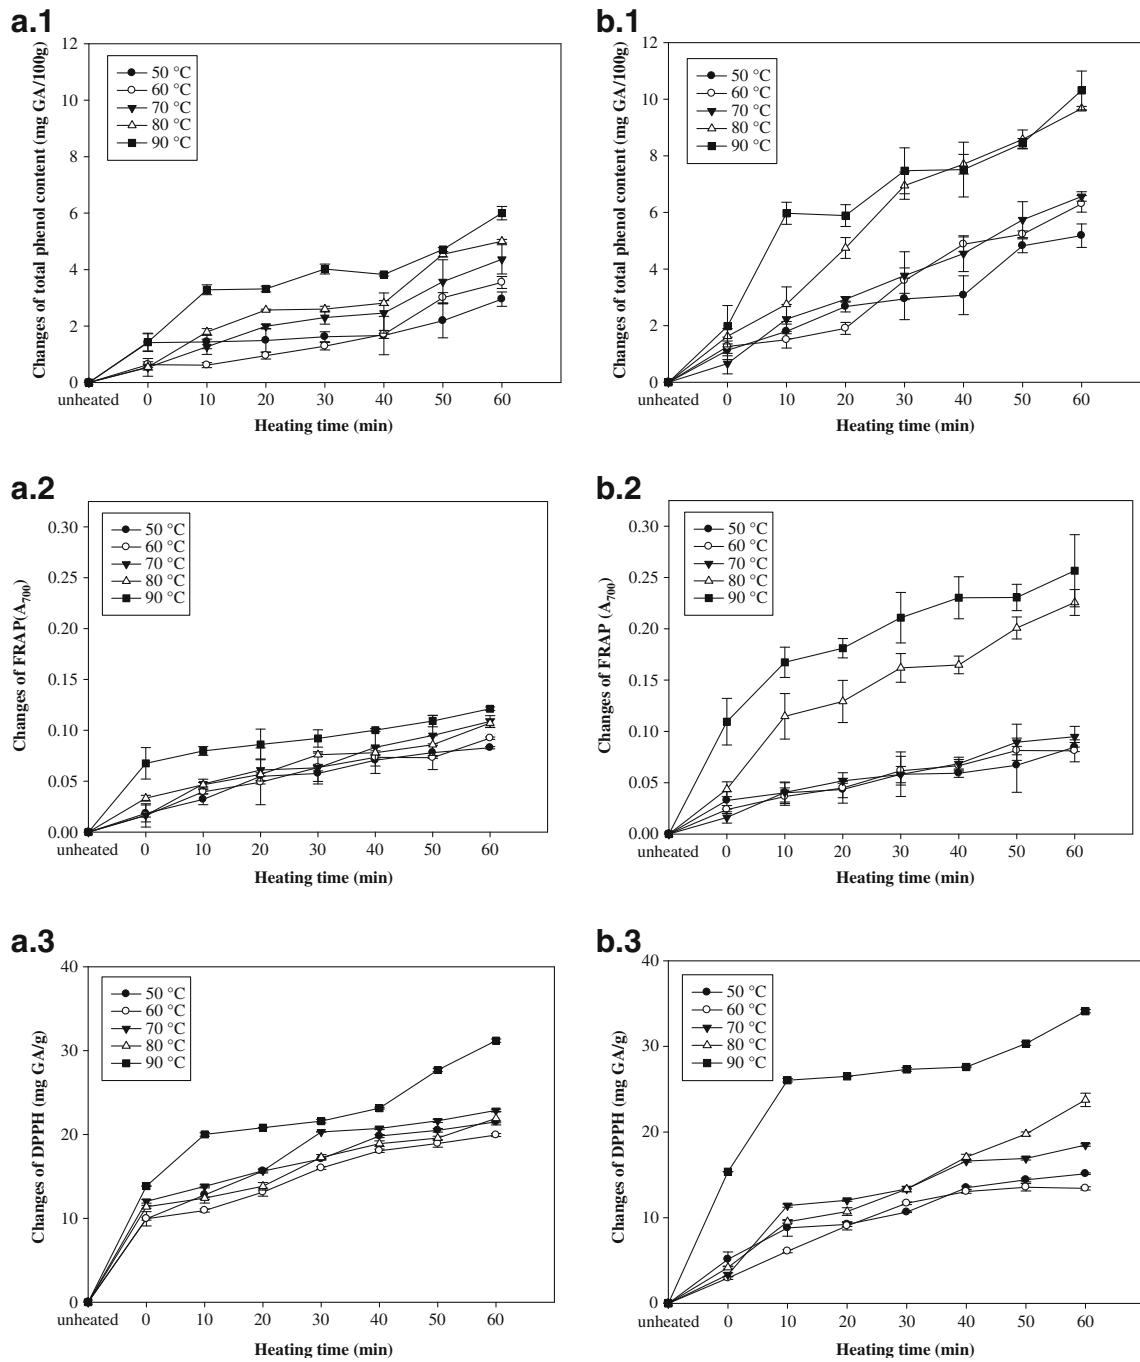 a.1
Changes of total phenol content (mg GA/100g)
12
10
8
6
4
2
0
50 °C
60 °C
70 °C
80 °C
90 °C
unheated 0 10 20 30 40 50 60
Heating time (min)
b.1
Changes of total phenol content (mg GA/100g)
12
10
8
6
4
2
0
50 °C
60 °C
70 °C
80 °C
90 °C
unheated 0 10 20 30 40 50 60
Heating time (min)
a.2
Changes of FRAP(A700)
0.30
0.25
0.20
0.15
0.10
0.05
0.00
50 °C
60 °C
70 °C
80 °C
90 °C
unheated 0 10 20 30 40 50 60
Heating time (min)
b.2
Changes of FRAP (A700)
0.30
0.25
0.20
0.15
0.10
0.05
0.00
50 °C
60 °C
70 °C
80 °C
90 °C
unheated 0 10 20 30 40 50 60
Heating time (min)
a.3
Changes of DPPH (mg GA/g)
40
30
20
10
0
50 °C
60 °C
70 °C
80 °C
90 °C
unheated 0 10 20 30 40 50 60
Heating time (min)
b.3
Changes of DPPH (mg GA/g)
40
30
20
10
0
50 °C
60 °C
70 °C
80 °C
90 °C
unheated 0 10 20 30 40 50 60
Heating time (min)